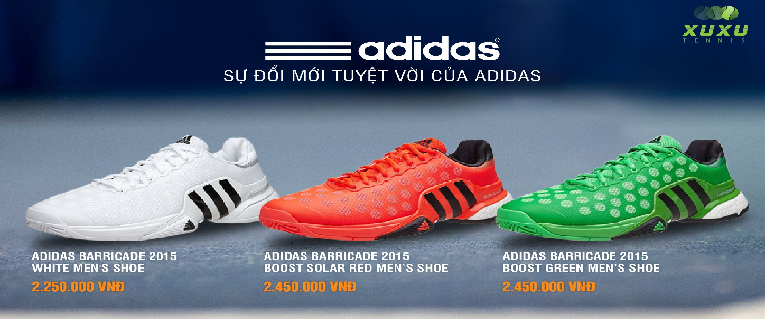 XUXU
TENNIS
adidas
SỰ ĐỔI MỚI TUYỆT VỜI CỦA ADIDAS
ADIDAS BARRICADE 2015
WHITE MEN'S SHOE
2.250.000 VNĐ
ADIDAS BARRICADE 2015
BOOST SOLAR RED MEN'S SHOE
2.450.000 VNĐ
ADIDAS BARRICADE 2015
BOOST GREEN MEN'S SHOE
2.450.000 VNĐ